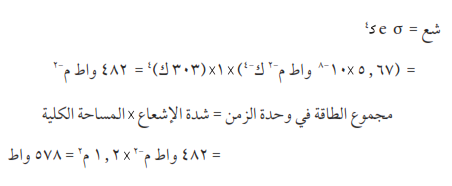 شع = σ e ك⁴
= (٥,٦٧ x ١٠⁻⁸ واط م⁻² ك⁻⁴) x ١ x (٣٠٣ ك)⁴ = ٤٨٢ واط م⁻²
مجموع الطاقة في وحدة الزمن = شدة الإشعاع x المساحة الكلية
= ٤٨٢ واط م⁻² x ١,٢ م² = ٥٧٨ واط